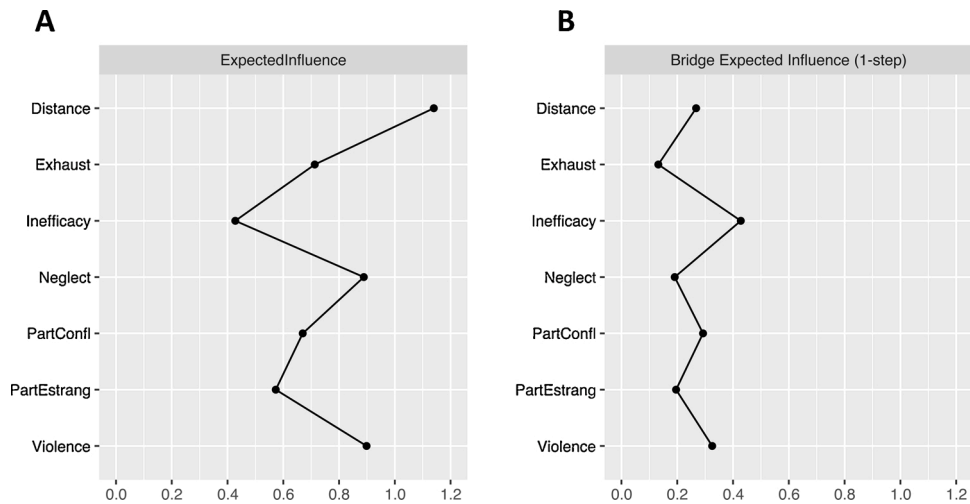 A
B
ExpectedInfluence
Bridge Expected Influence (1-step)
Distance
Exhaust
Inefficacy
Neglect
PartConfl
PartEstrang
Violence
0.0 0.2 0.4 0.6 0.8 1.0 1.2
Distance
Exhaust
Inefficacy
Neglect
PartConfl
PartEstrang
Violence
0.0 0.2 0.4 0.6 0.8 1.0 1.2